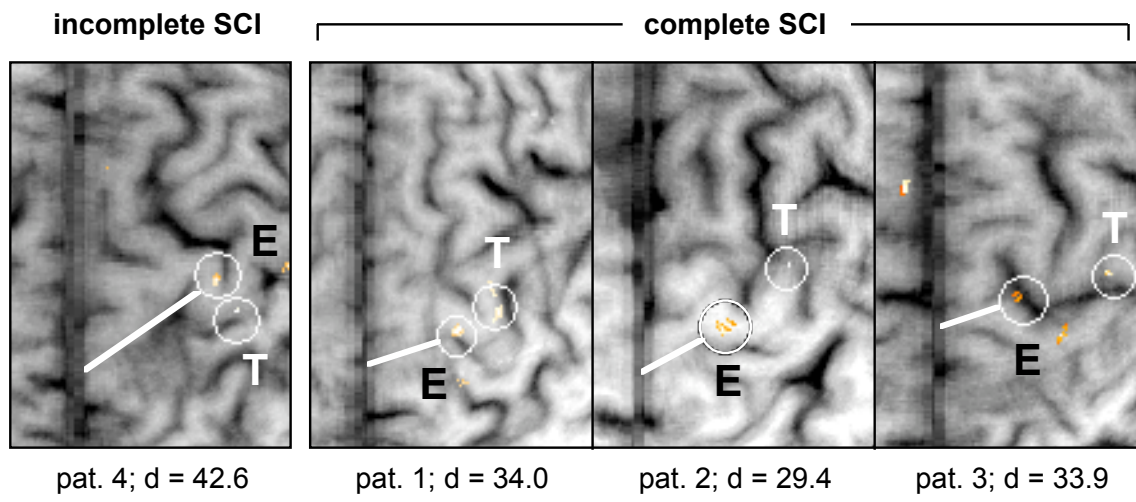 incomplete SCI
complete SCI
E
T
T
E
T
E
T
E
pat. 4; d = 42.6
pat. 1; d = 34.0
pat. 2; d = 29.4
pat. 3; d = 33.9